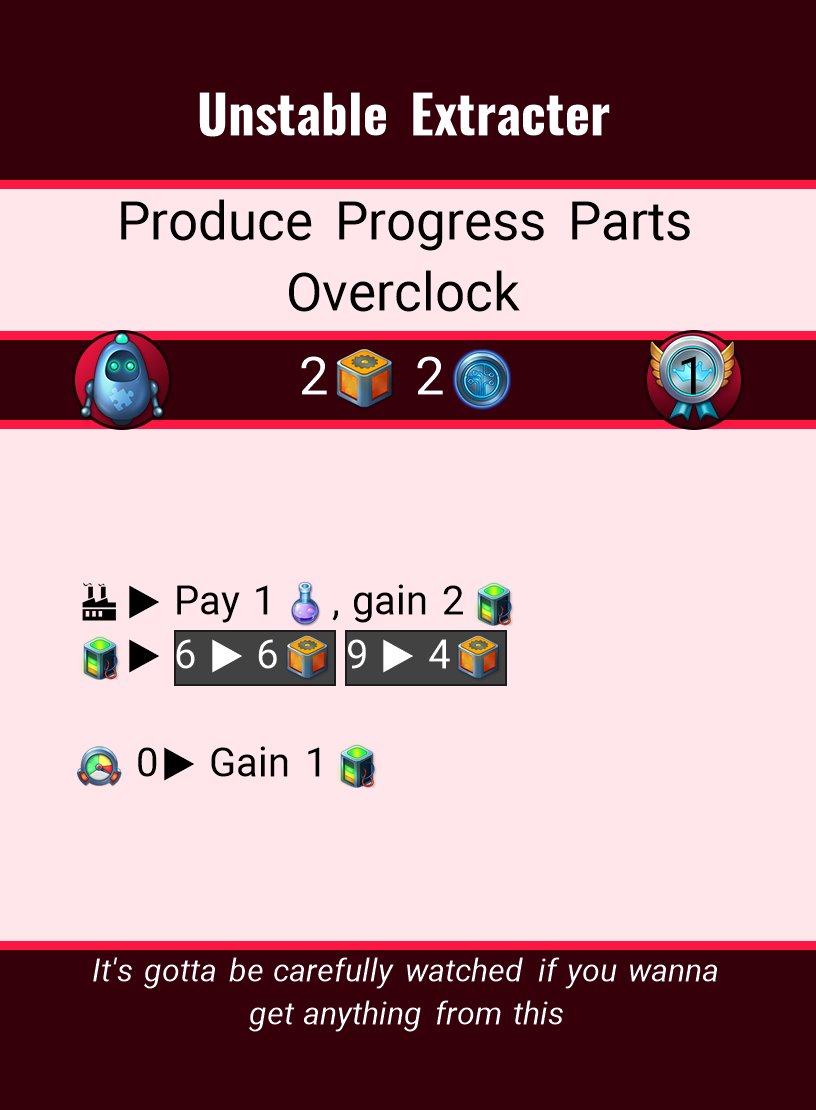 Unstable Extracter
Produce Progress Parts
Overclock
2 2 1
▶ Pay 1 , gain 2
▶ 6 ▶ 6 9 ▶ 4
0▶ Gain 1
It's gotta be carefully watched if you wanna
get anything from this